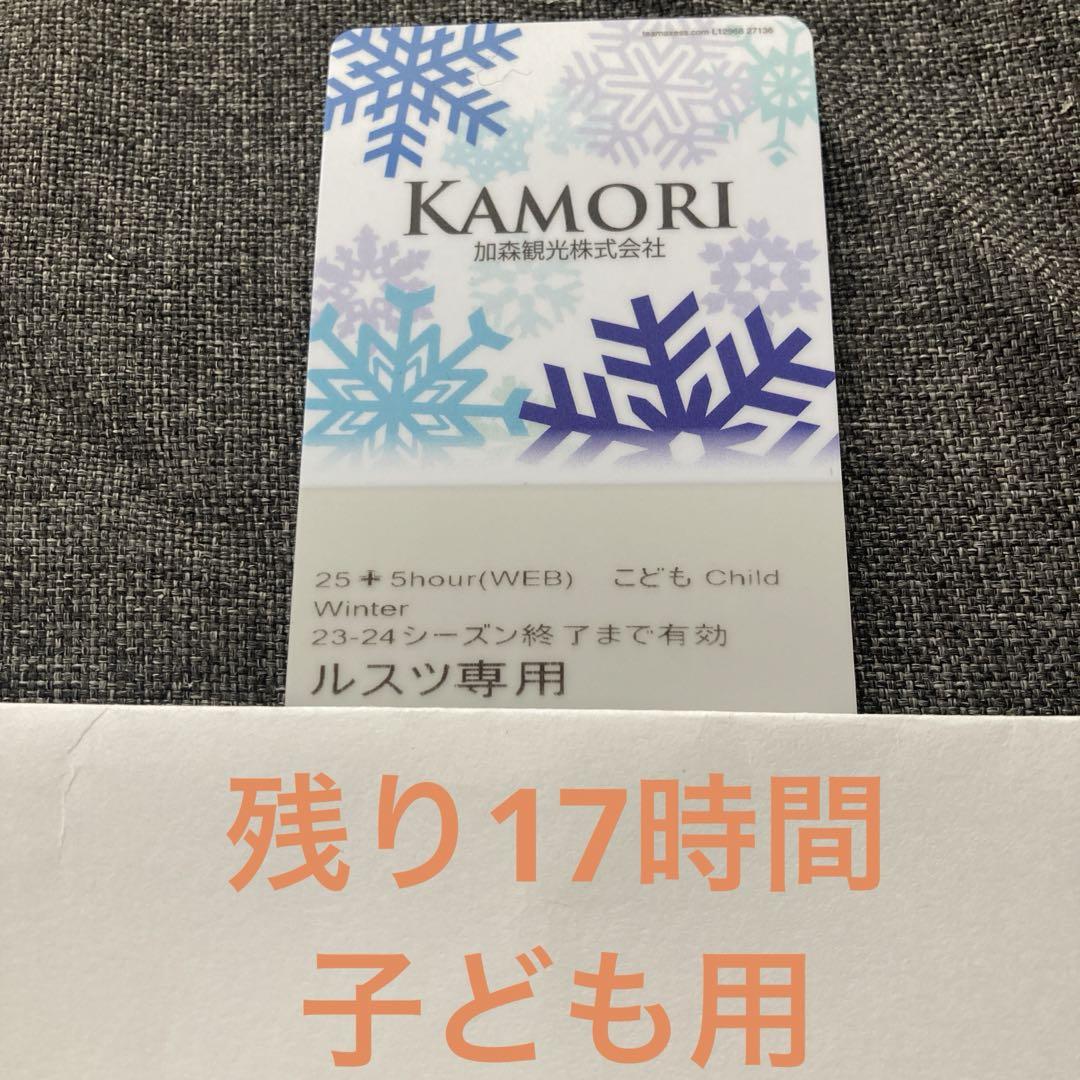 teamaxess.com L12968 27136
KAMORI
加森観光株式会社
25+5hour(WEB) こども Child
Winter
23-24シーズン終了まで有効
ルスツ専用
残り17時間
子ども用